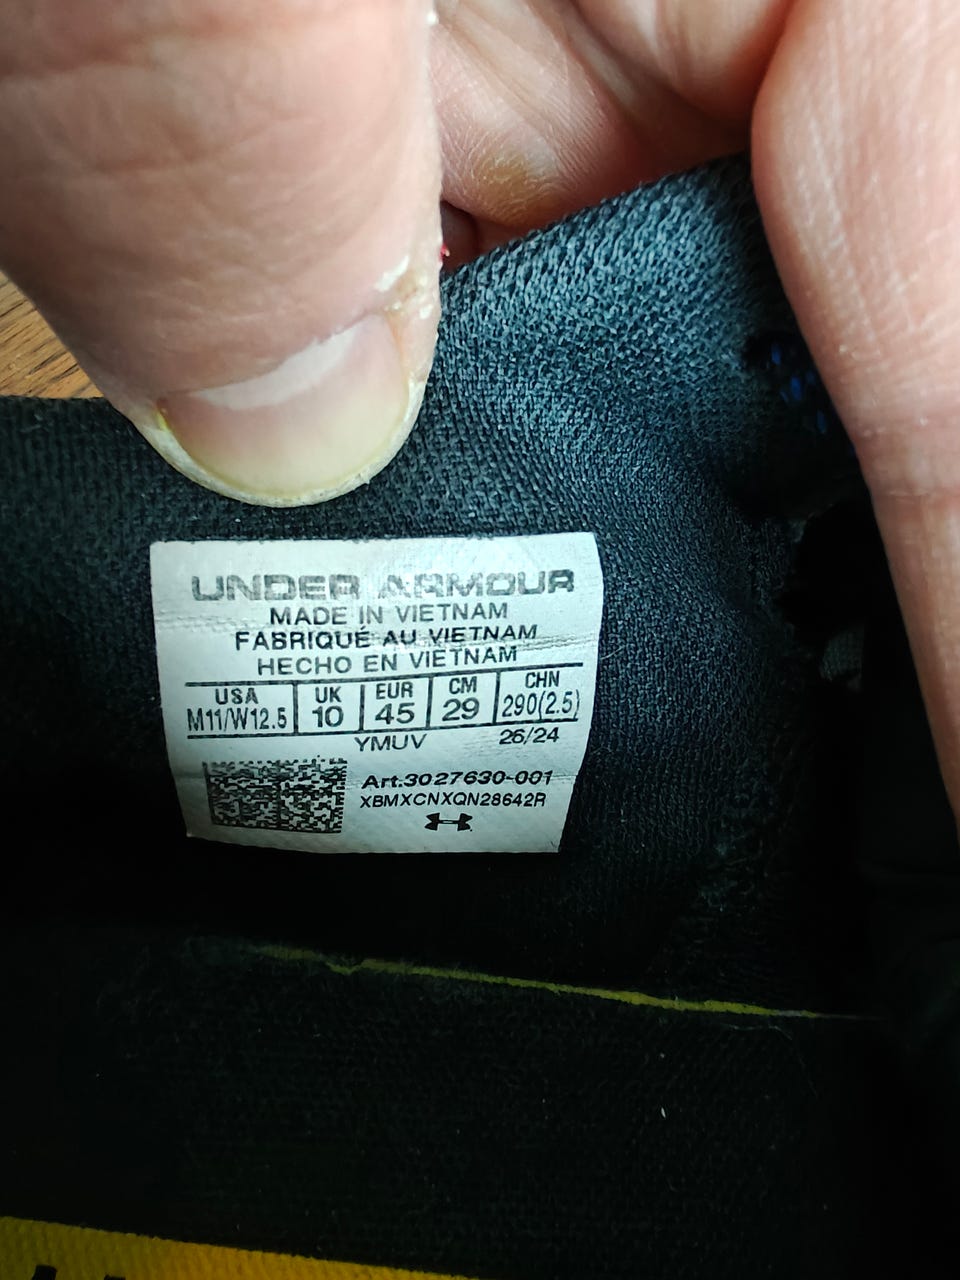 UNDER ARMOUR
MADE IN VIETNAM
FABRIQUÉ AU VIETNAM
HECHO EN VIETNAM
USA UK EUR CM CHN
M11/W12.5 10 45 29 290(2.5)
YMUV 26/24
Art.3027630-001
XBMXCNXQN28642R